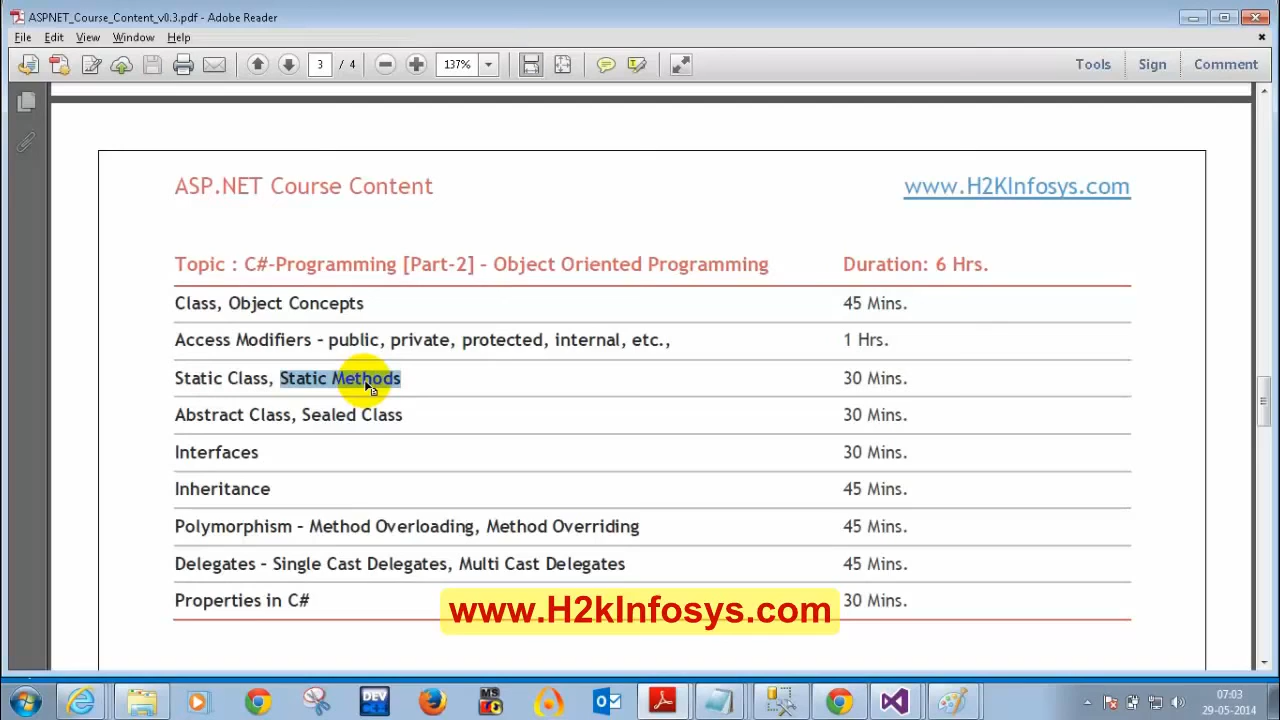 ASPNET_Course_Content_v0.3.pdf - Adobe Reader
File Edit View Window Help
3 / 4 137% Tools Sign Comment
ASP.NET Course Content www.H2KInfosys.com
Topic : C#-Programming [Part-2] - Object Oriented Programming Duration: 6 Hrs.
Class, Object Concepts 45 Mins.
Access Modifiers - public, private, protected, internal, etc., 1 Hrs.
Static Class, Static Methods 30 Mins.
Abstract Class, Sealed Class 30 Mins.
Interfaces 30 Mins.
Inheritance 45 Mins.
Polymorphism - Method Overloading, Method Overriding 45 Mins.
Delegates - Single Cast Delegates, Multi Cast Delegates 45 Mins.
Properties in C# 30 Mins.
www.H2kInfosys.com
DEV
MS
07:03
29-05-2014